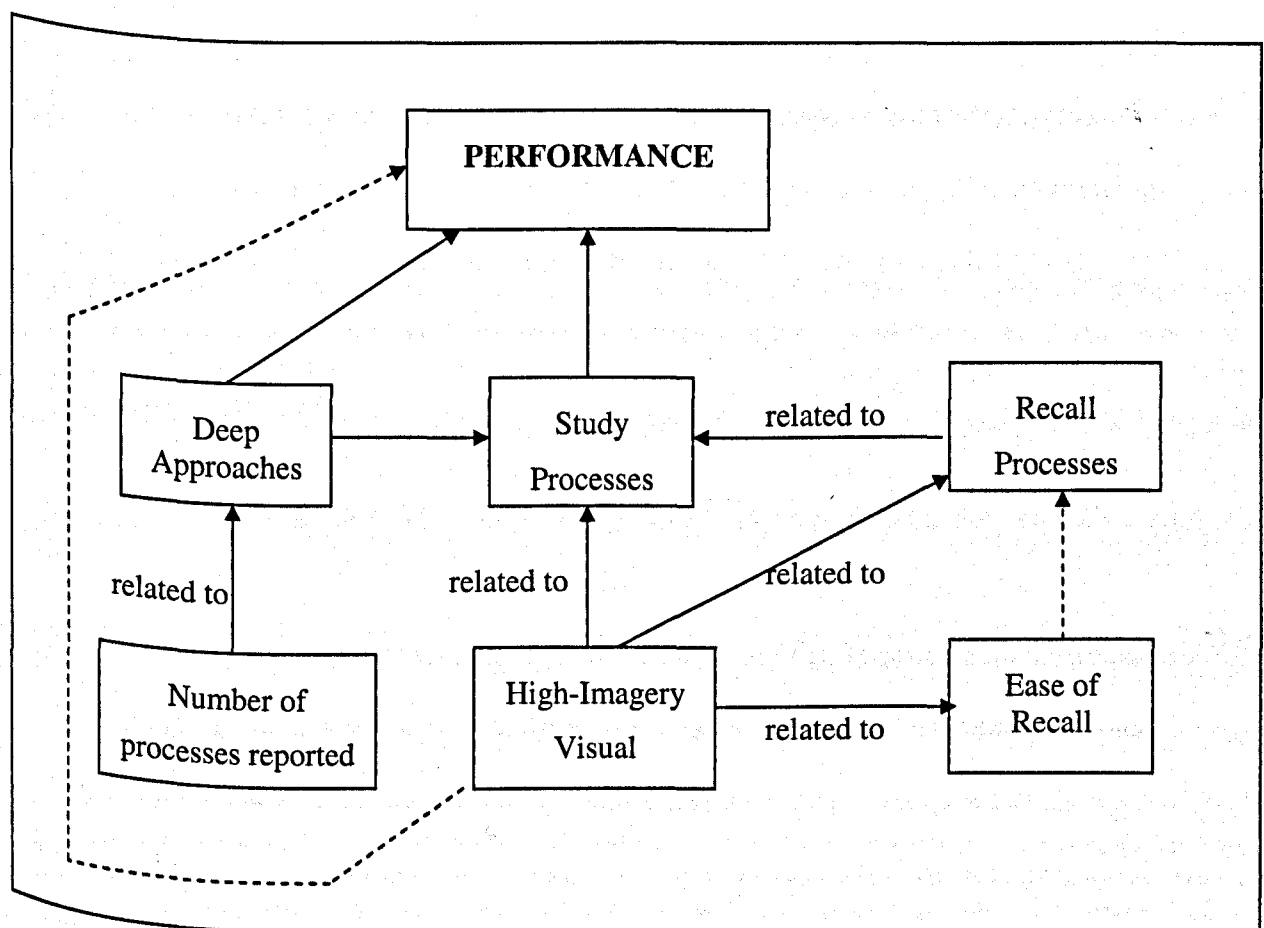 PERFORMANCE
Deep
Approaches
Study
Processes
related to
Recall
Processes
related to
related to
related to
Number of
processes reported
High-Imagery
Visual
related to
Ease of
Recall